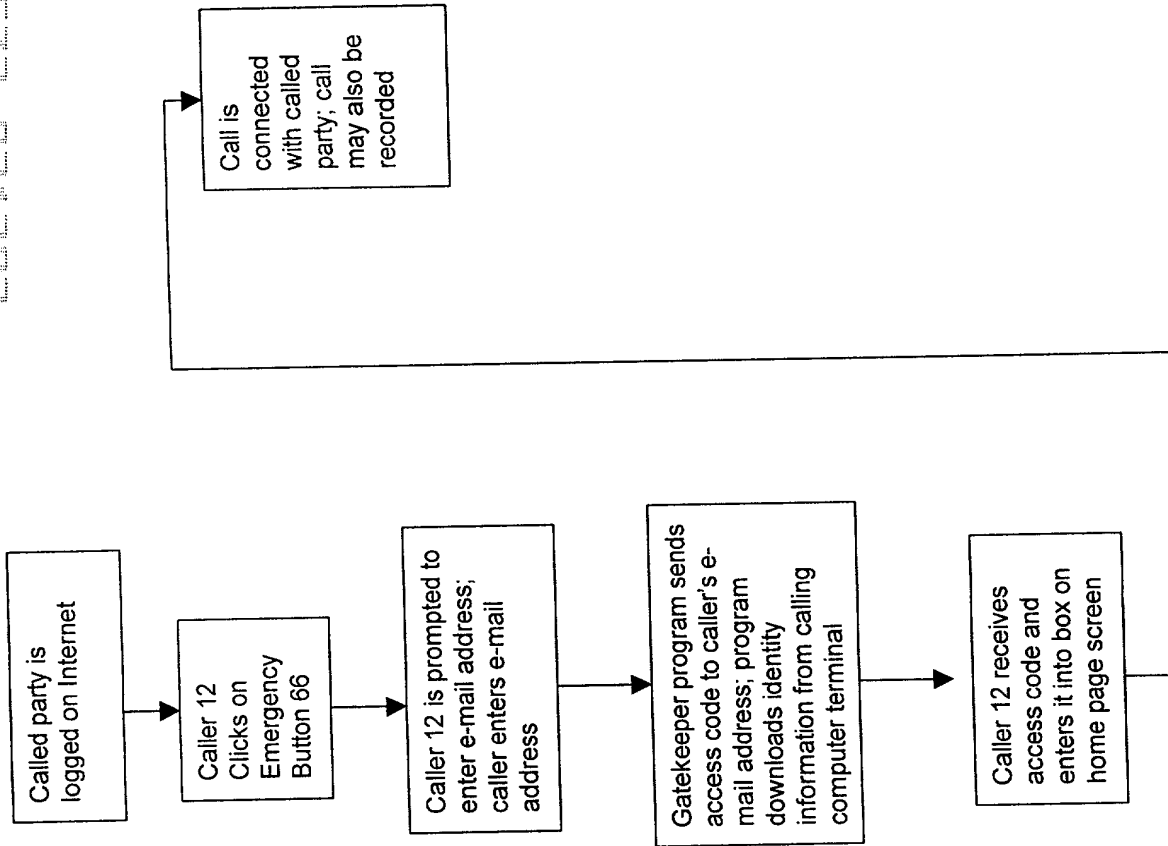 Called party is
logged on Internet
Caller 12
Clicks on
Emergency
Button 66
Caller 12 is prompted to
enter e-mail address;
caller enters e-mail
address
Gatekeeper program sends
access code to caller's e-
mail address; program
downloads identity
information from calling
computer terminal
Caller 12 receives
access code and
enters it into box on
home page screen
Call is
connected
with called
party; call
may also be
recorded